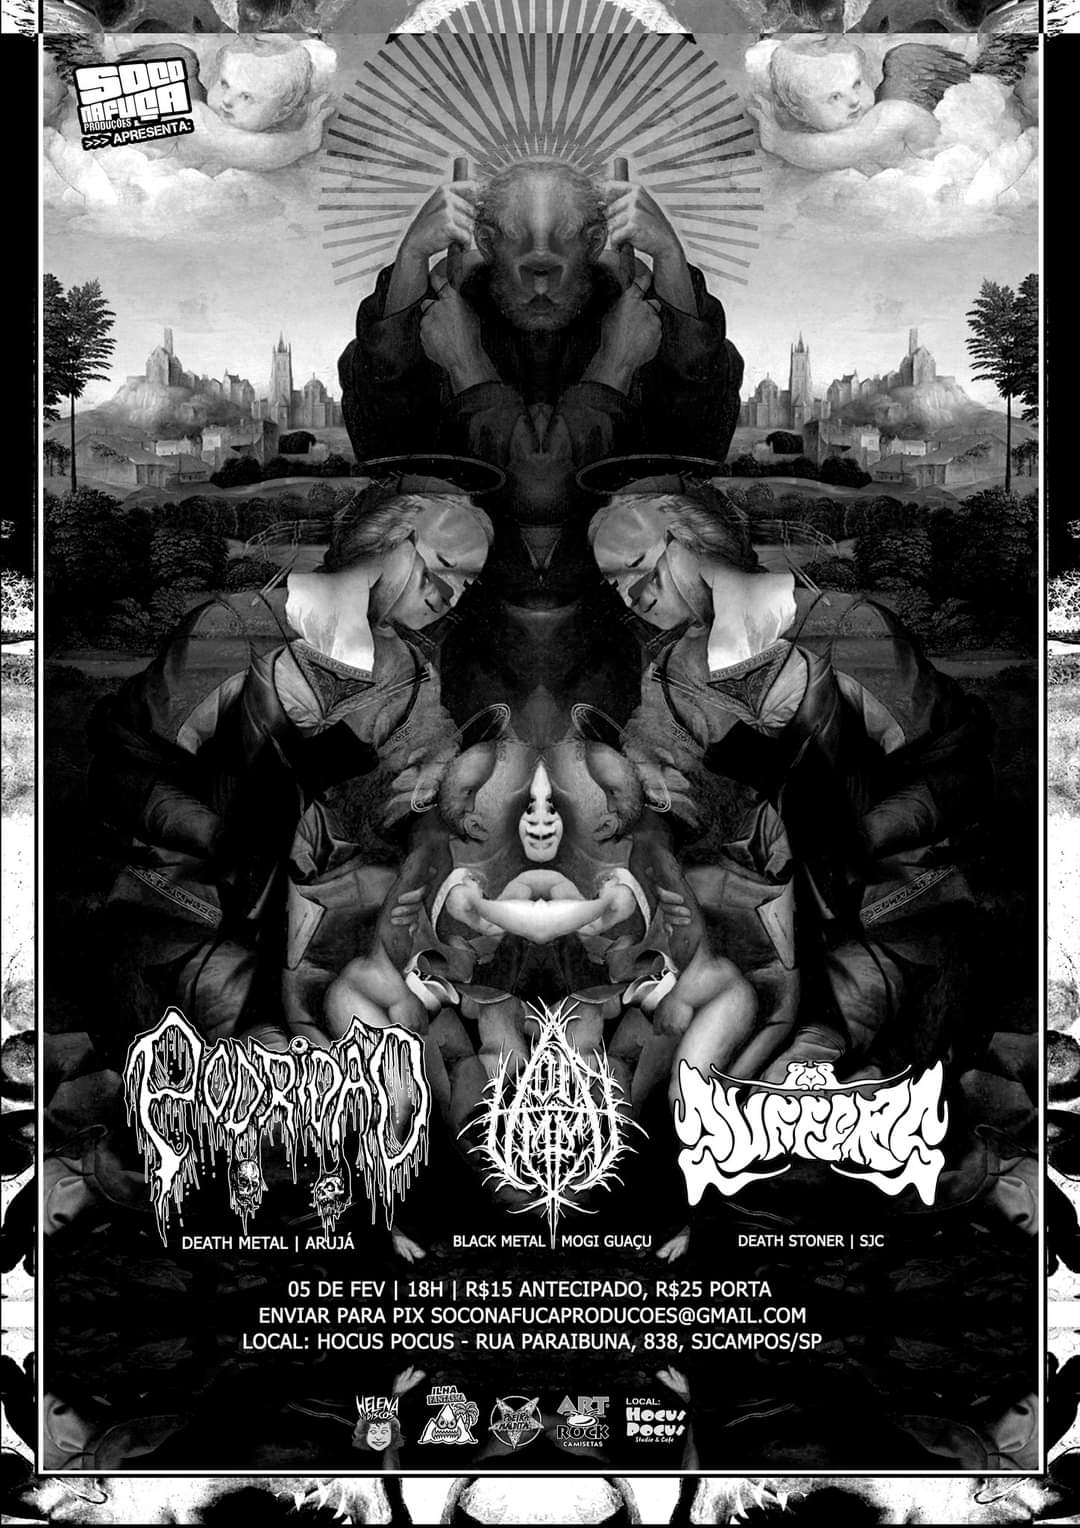 SOCO
NA FUÇA
PRODUÇÕES
>>> APRESENTA:
PODRIDÃO
DEATH METAL | ARUJÁ
BLACK METAL | MOGI GUAÇU
DEATH STONER | SJC
05 DE FEV | 18H | R$15 ANTECIPADO, R$25 PORTA
ENVIAR PARA PIX SOCONAFUCAPRODUCOES@GMAIL.COM
LOCAL: HOCUS POCUS - RUA PARAIBUNA, 838, SJCAMPOS/SP
HELENA
DISCOS
ILHA
FANTASMA
ART
ROCK
CAMISETAS
LOCAL:
Hocus
Pocus
Studio & Cafe